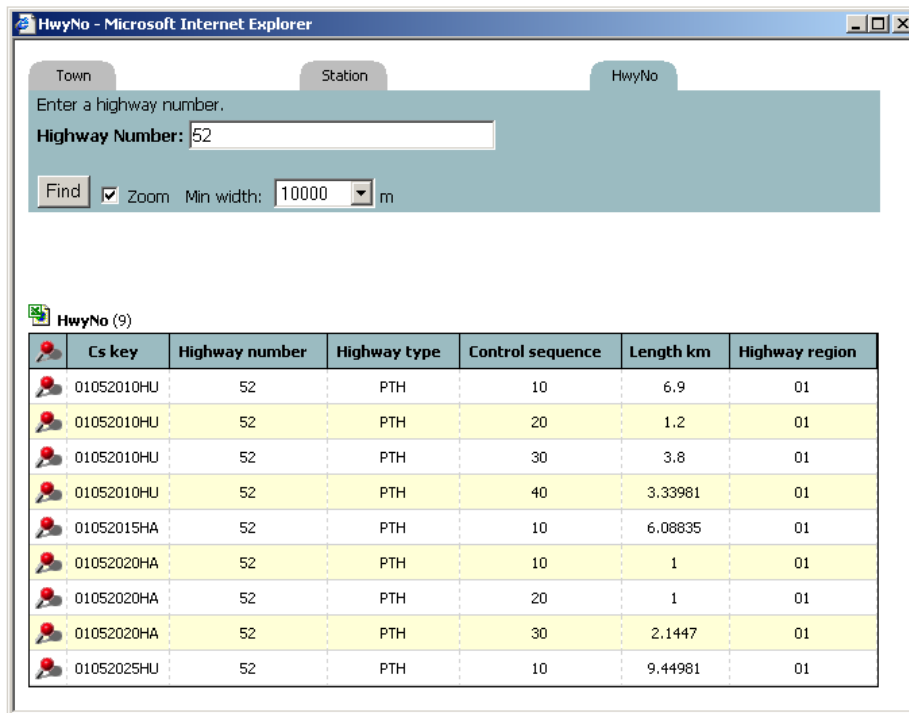 HwyNo - Microsoft Internet Explorer
Town Station HwyNo
Enter a highway number.
Highway Number: 52
Find Zoom Min width: 10000 m
HwyNo (9)
Cs key Highway number Highway type Control sequence Length km Highway region
01052010HU 52 PTH 10 6.9 01
01052010HU 52 PTH 20 1.2 01
01052010HU 52 PTH 30 3.8 01
01052010HU 52 PTH 40 3.33981 01
01052015HA 52 PTH 10 6.08835 01
01052020HA 52 PTH 10 1 01
01052020HA 52 PTH 20 1 01
01052020HA 52 PTH 30 2.1447 01
01052025HU 52 PTH 10 9.44981 01